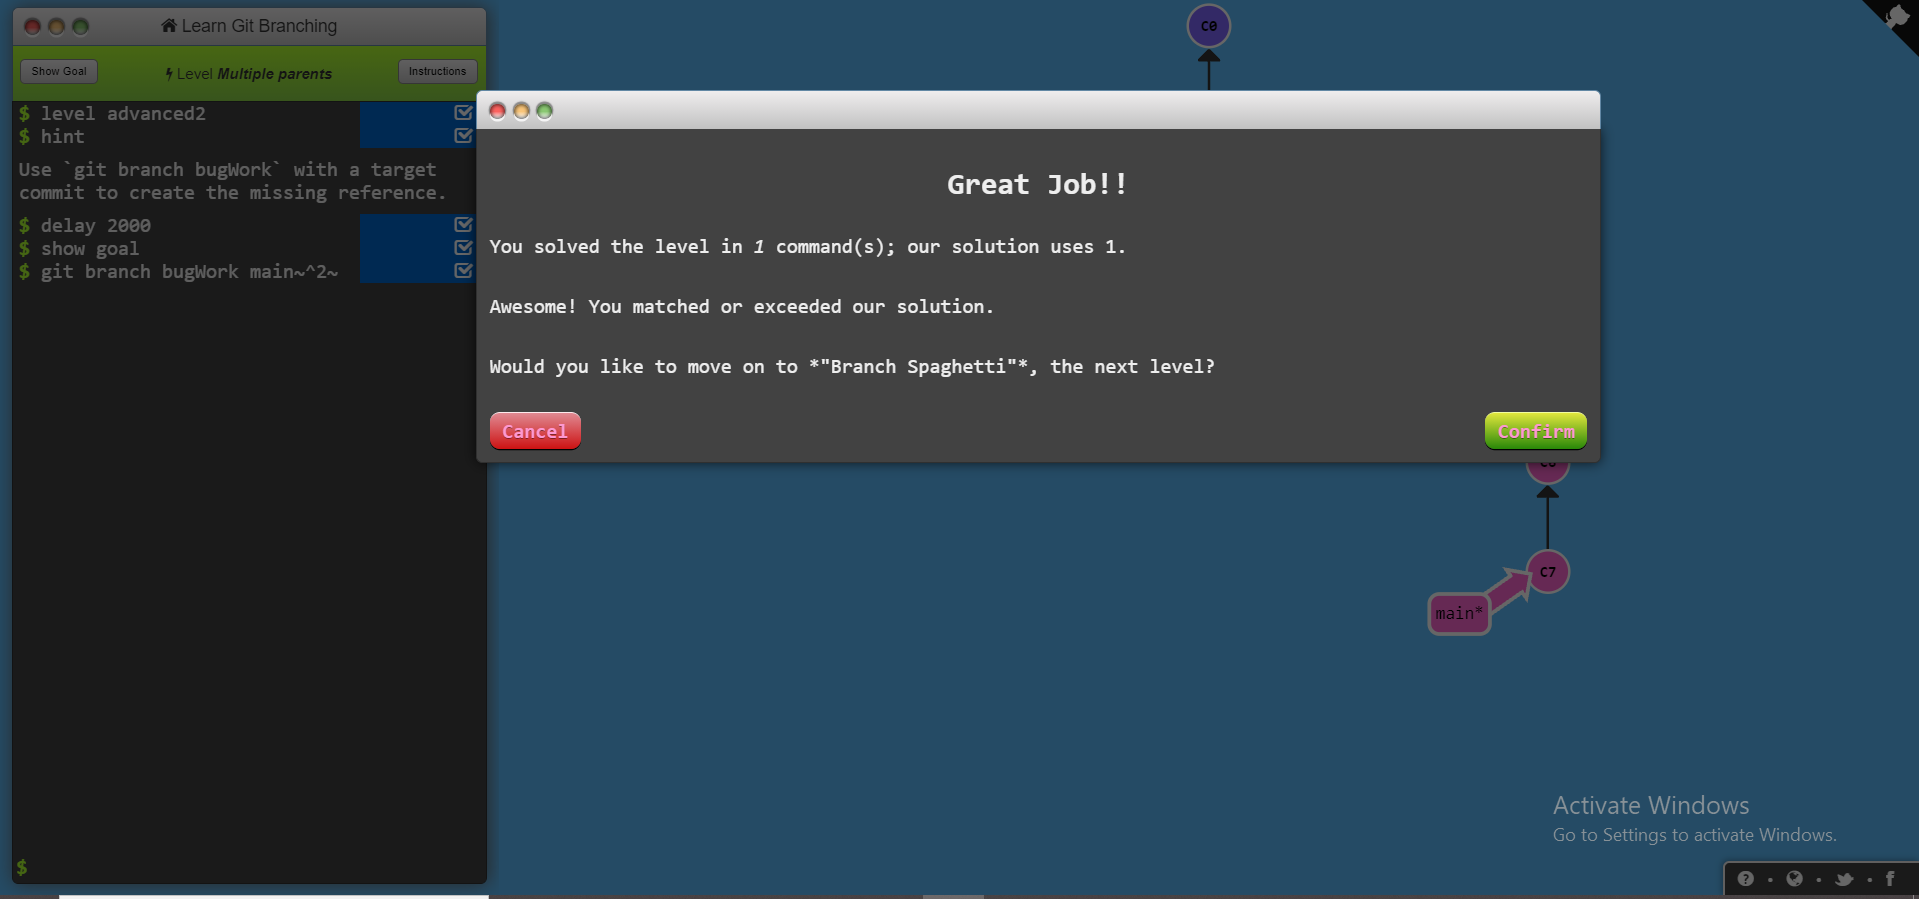 Learn Git Branching
Show Goal
Level Multiple parents
Instructions
$ level advanced2
$ hint
Use `git branch bugWork` with a target
commit to create the missing reference.
$ delay 2000
$ show goal
$ git branch bugWork main~^2~
$
C0
Great Job!!
You solved the level in 1 command(s); our solution uses 1.
Awesome! You matched or exceeded our solution.
Would you like to move on to *"Branch Spaghetti"*, the next level?
Cancel
Confirm
C7
main*
Activate Windows
Go to Settings to activate Windows.